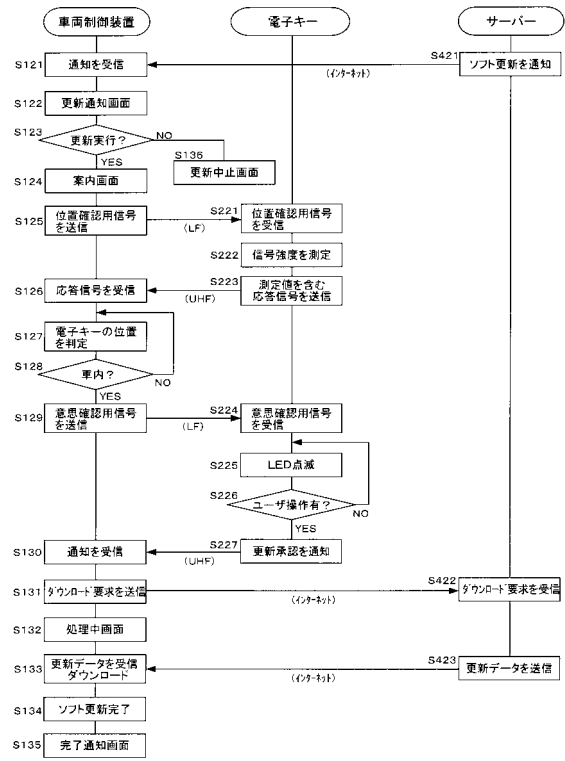 車両制御装置
電子キー
サーバー
S121
通知を受信
(インターネット)
S421
ソフト更新を通知
S122
更新通知画面
S123
更新実行?
NO
YES
S136
更新中止画面
S124
案内画面
S125
位置確認用信号
を送信
(LF)
S221
位置確認用信号
を受信
S222
信号強度を測定
S126
応答信号を受信
(UHF)
S223
測定値を含む
応答信号を送信
S127
電子キーの位置
を判定
S128
車内?
NO
YES
S129
意思確認用信号
を送信
(LF)
S224
意思確認用信号
を受信
S225
LED点滅
S226
ユーザ操作有?
NO
YES
S130
通知を受信
(UHF)
S227
更新承認を通知
S131
ダウンロード要求を送信
(インターネット)
S422
ダウンロード要求を受信
S132
処理中画面
S133
更新データを受信
ダウンロード
(インターネット)
S423
更新データを送信
S134
ソフト更新完了
S135
完了通知画面